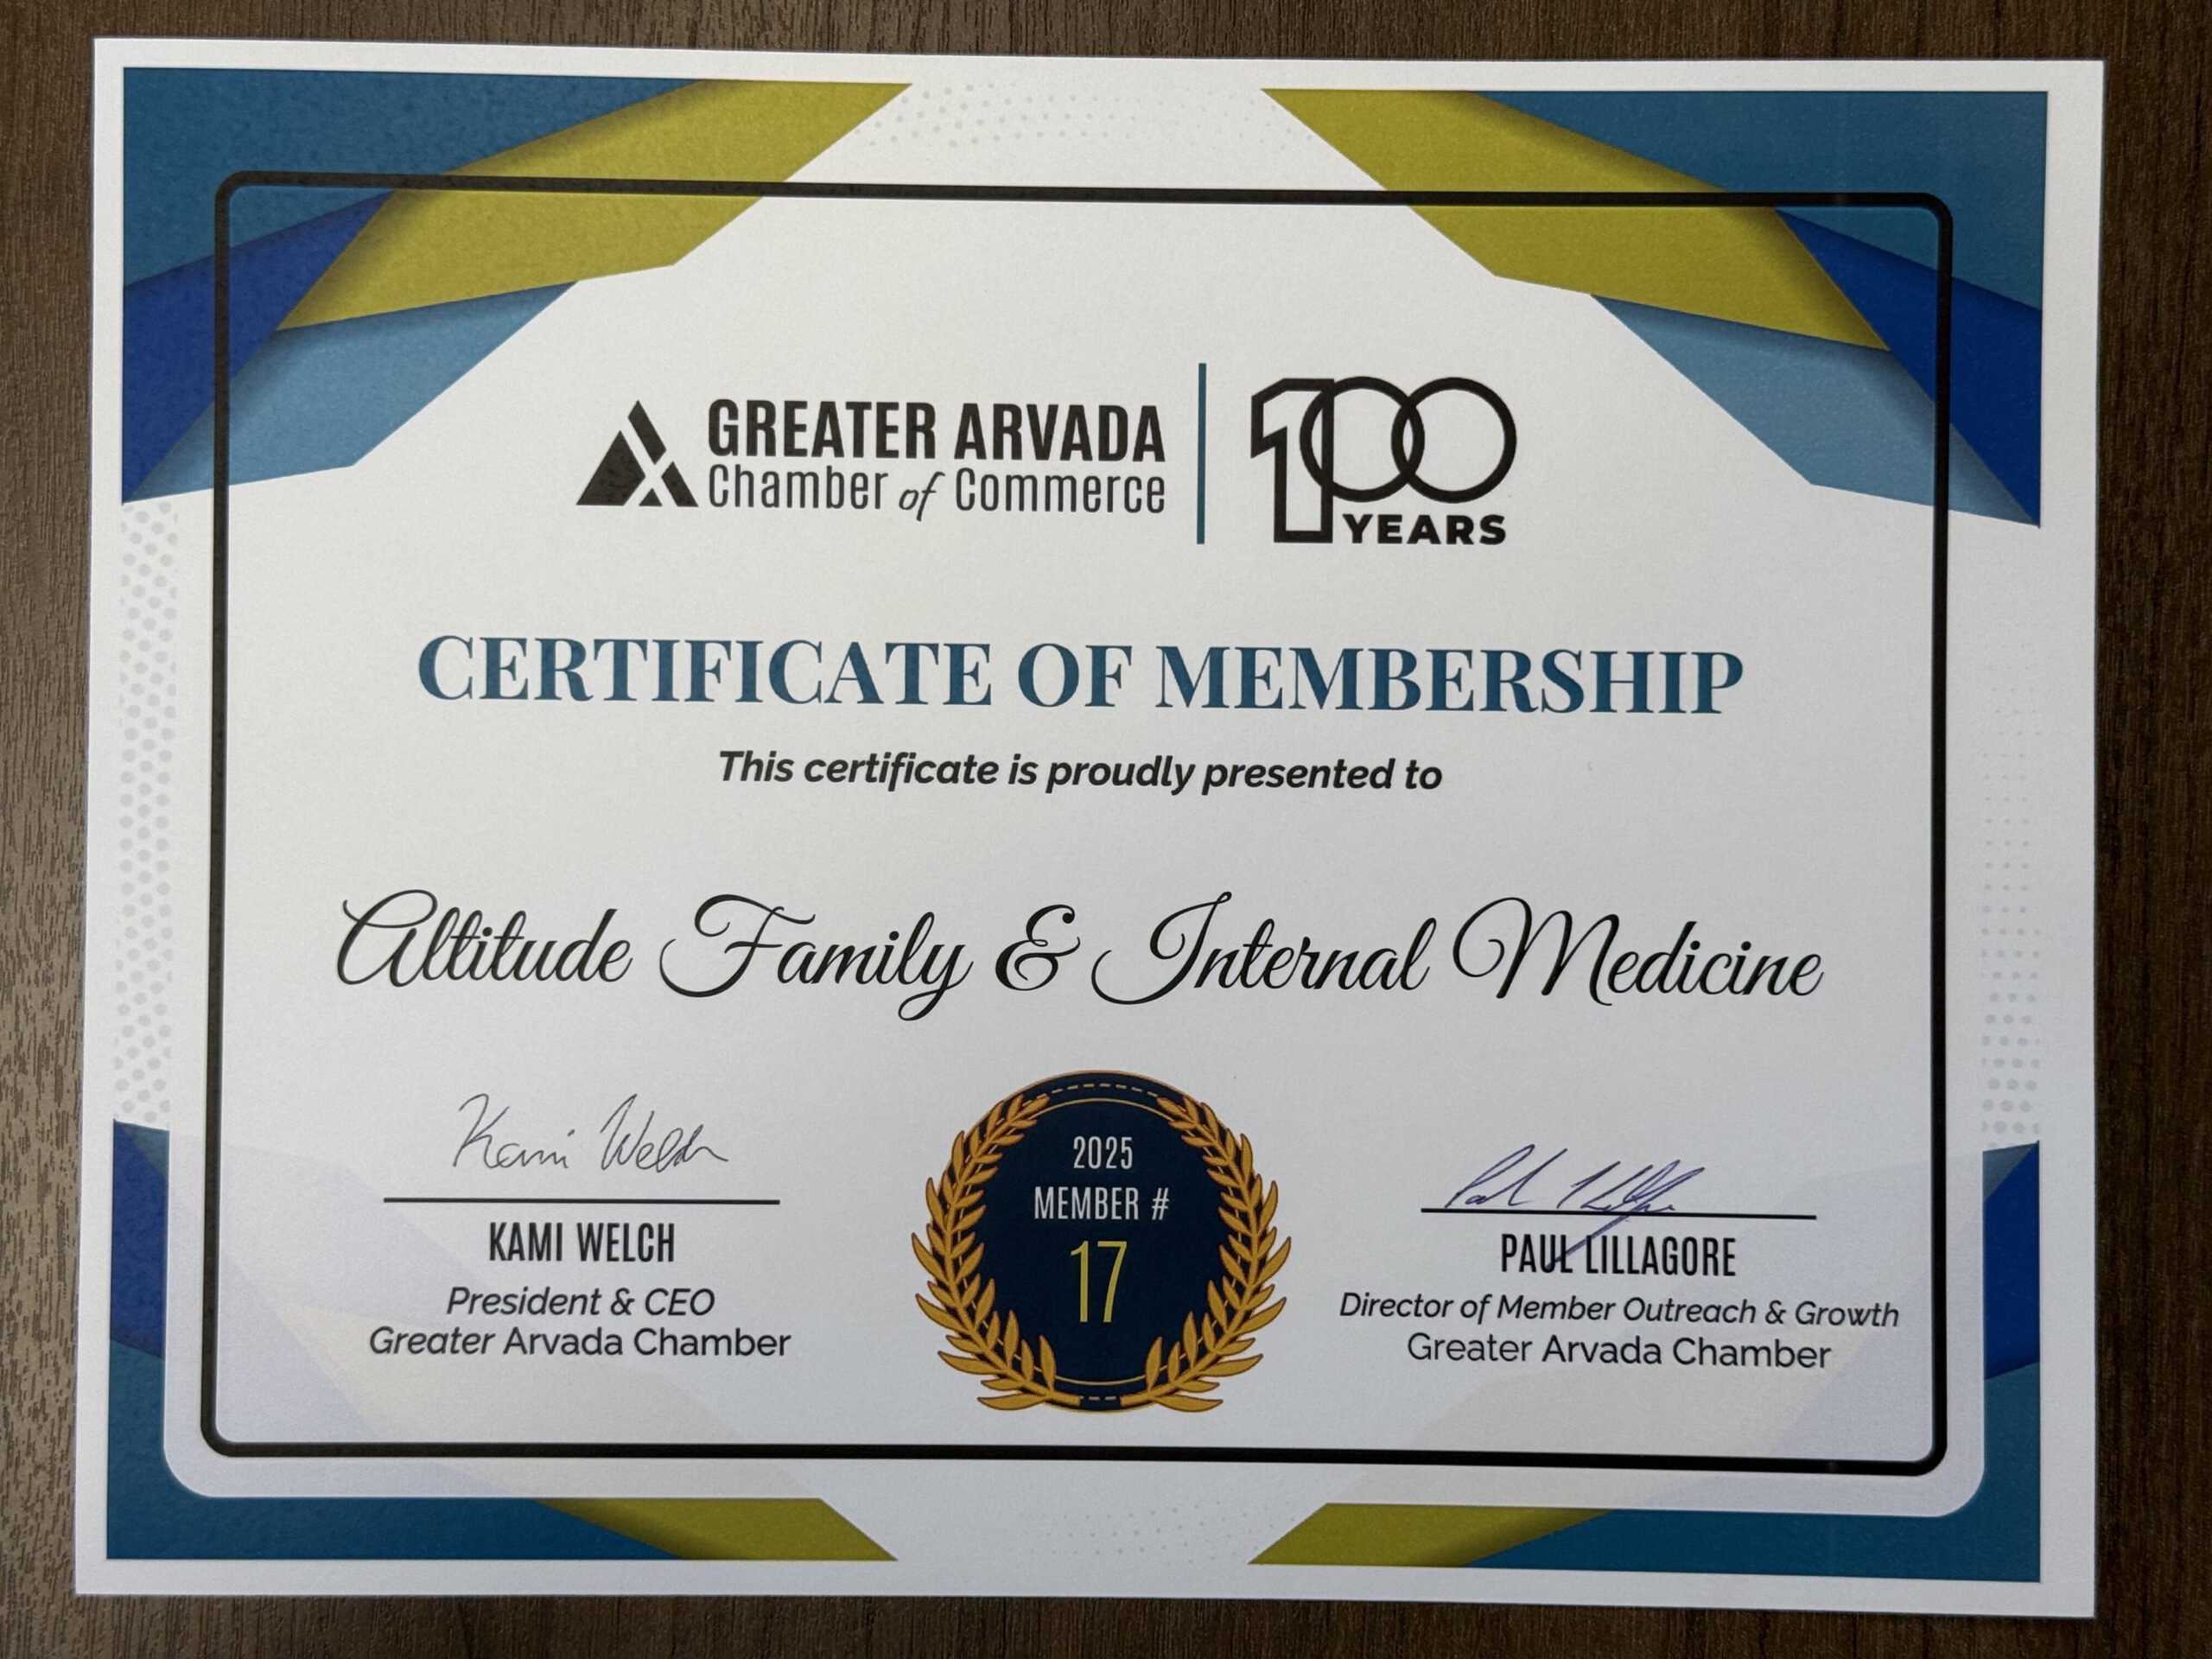 GREATER ARVADA
Chamber of Commerce
100
YEARS
CERTIFICATE OF MEMBERSHIP
This certificate is proudly presented to
Altitude Family & Internal Medicine
Kami Welch
KAMI WELCH
President & CEO
Greater Arvada Chamber
2025
MEMBER #
17
PAUL LILLAGORE
Director of Member Outreach & Growth
Greater Arvada Chamber